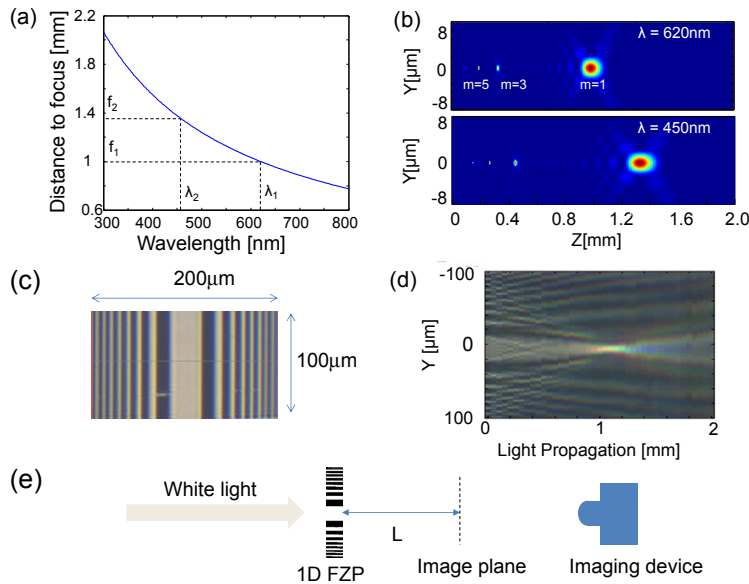 (a)
2.2
1.8
1.4
1
0.6
Distance to focus [mm]
f₂
f₁
λ₂
λ₁
300 400 500 600 700 800
Wavelength [nm]
(b)
8
0
-8
Y[µm]
λ = 620nm
m=5 m=3 m=1
8
0
-8
Y[µm]
λ = 450nm
0 0.4 0.8 1.2 1.6 2.0
Z[mm]
(c)
200µm
100µm
(d)
-100
0
100
Y [µm]
0 1 2
Light Propagation [mm]
(e)
White light
1D FZP
L
Image plane
Imaging device